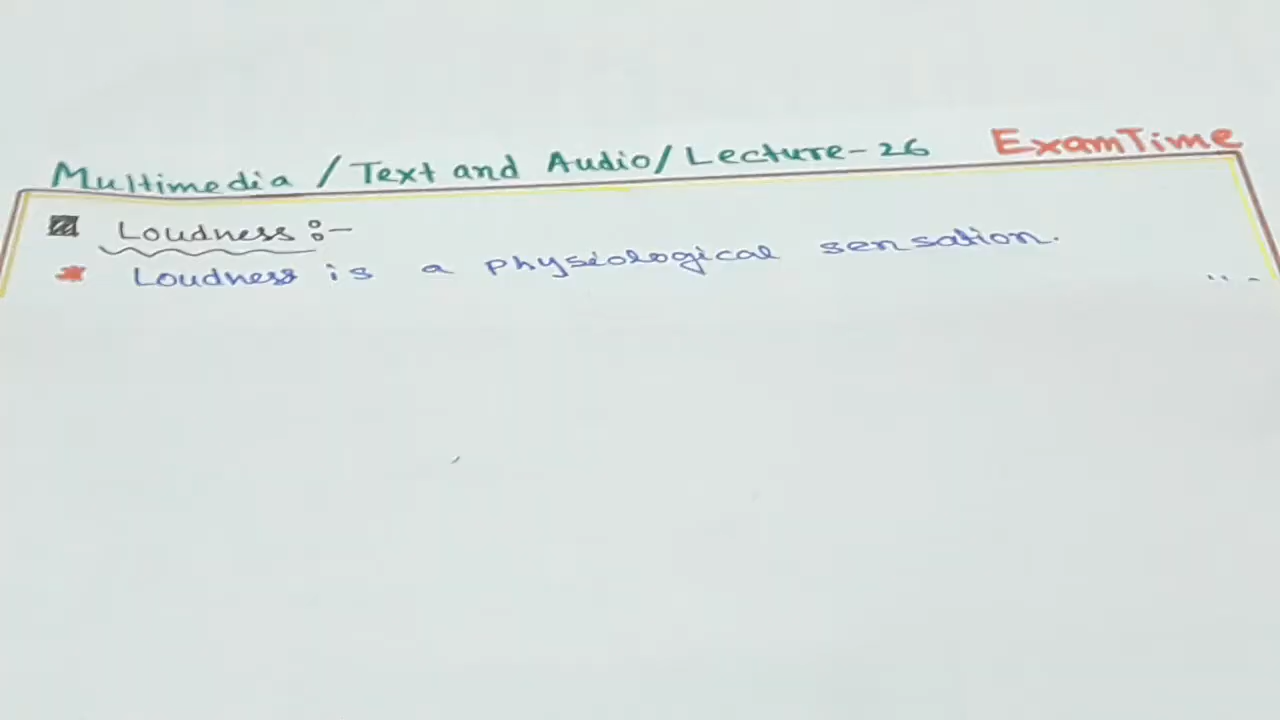 Multimedia / Text and Audio / Lecture-26 ExamTime
Loudness :-
* Loudness is a physiological sensation.